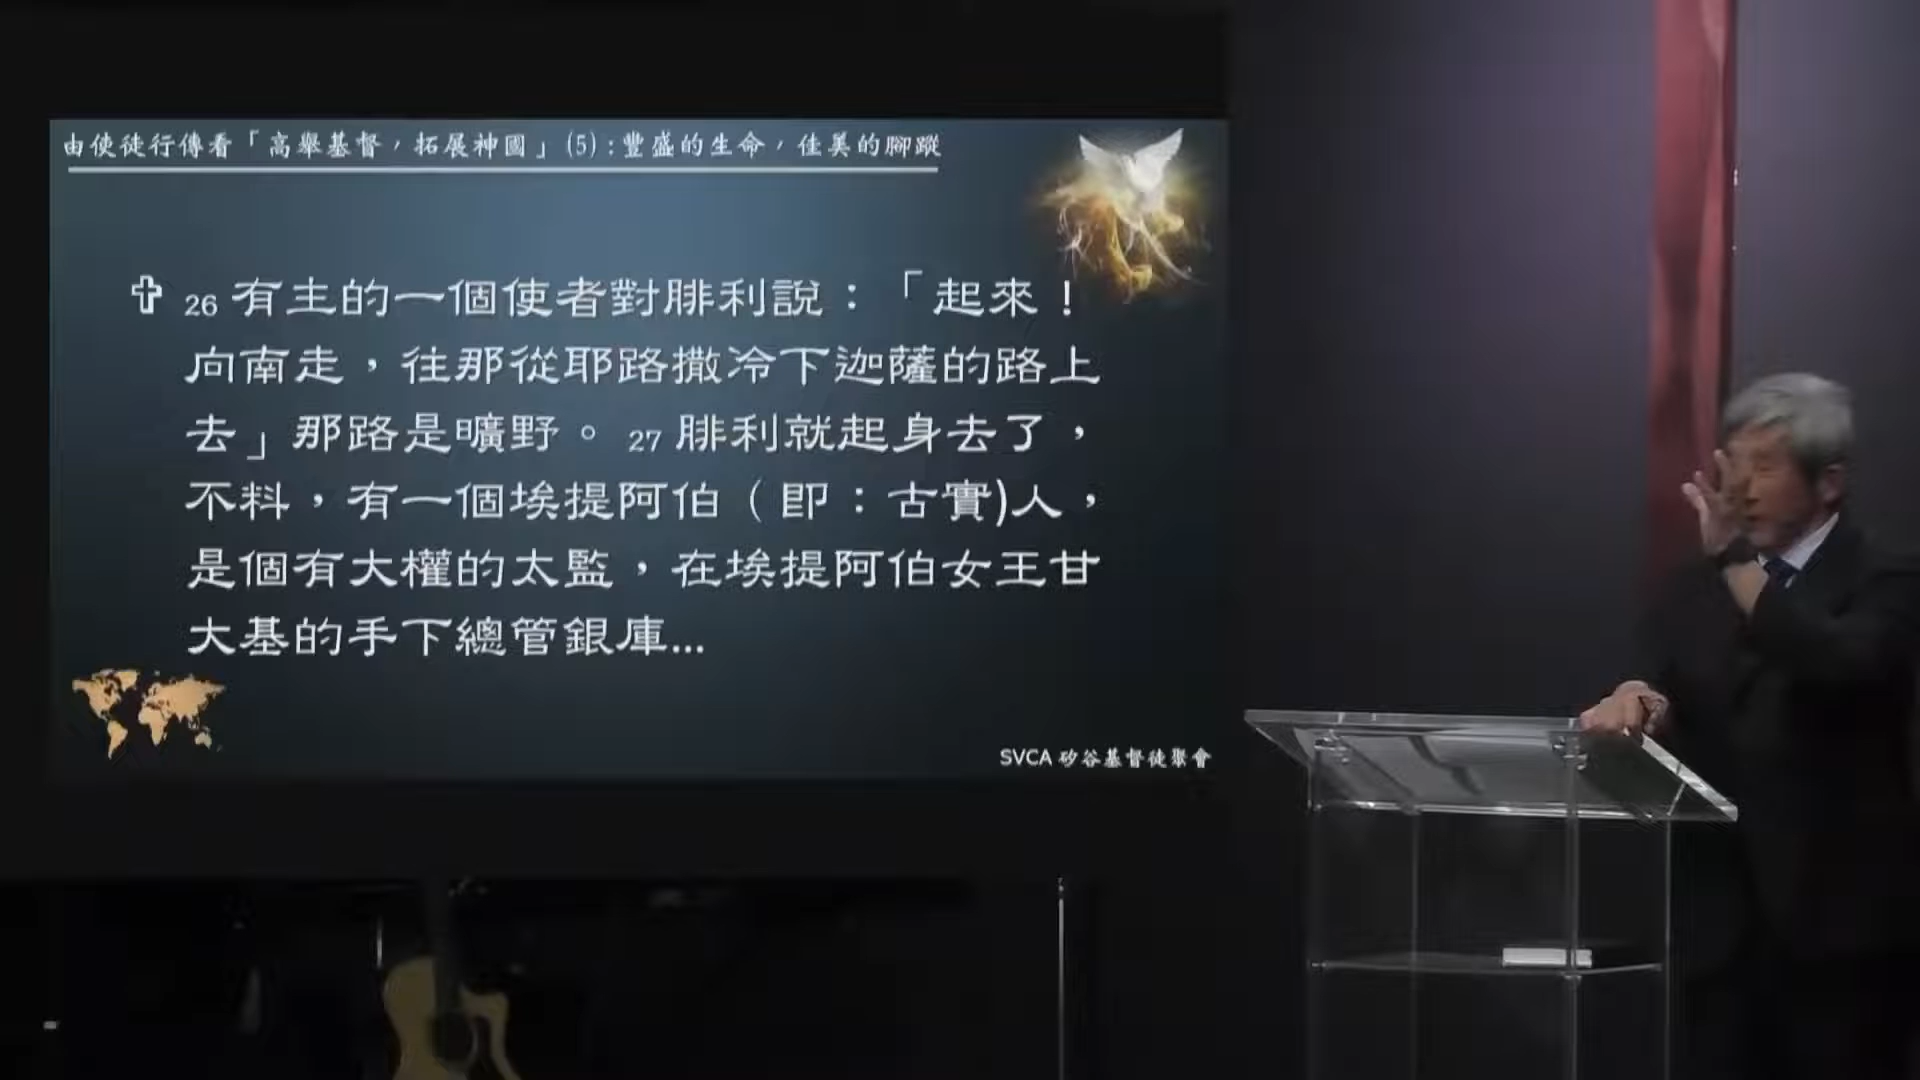 由使徒行傳看「高舉基督，拓展神國」(5):豐盛的生命，佳美的腳蹤
26 有主的一個使者對腓利說：「起來！
向南走，往那從耶路撒冷下迦薩的路上
去」那路是曠野。27 腓利就起身去了，
不料，有一個埃提阿伯（即：古實)人，
是個有大權的太監，在埃提阿伯女王甘
大基的手下總管銀庫...
SVCA 矽谷基督徒聚會